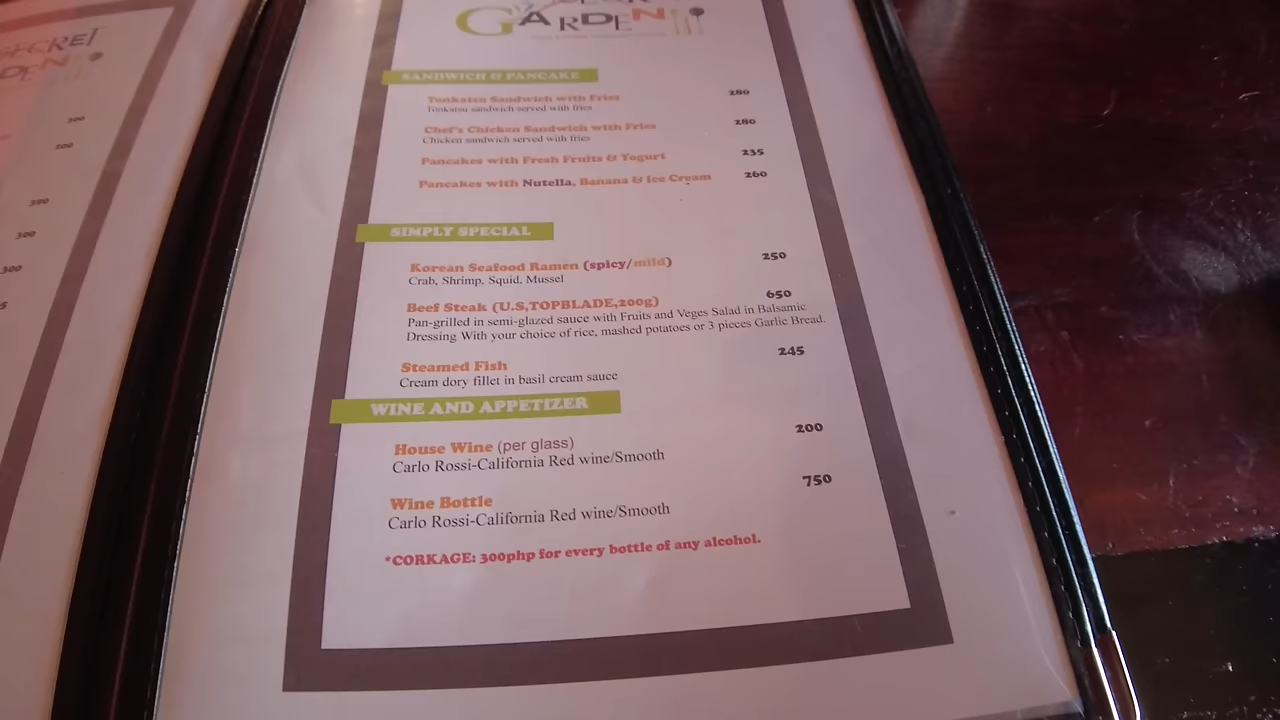 SECRET
GARDEN
SANDWICH & PANCAKE
Tonkatsu Sandwich with Fries 280
Tonkatsu sandwich served with fries
Chef's Chicken Sandwich with Fries 280
Chicken sandwich served with fries
Pancakes with Fresh Fruits & Yogurt 235
Pancakes with Nutella, Banana & Ice Cream 260
SIMPLY SPECIAL
Korean Seafood Ramen (spicy/mild) 250
Crab, Shrimp, Squid, Mussel
Beef Steak (U.S,TOPBLADE,200g) 650
Pan-grilled in semi-glazed sauce with Fruits and Veges Salad in Balsamic
Dressing With your choice of rice, mashed potatoes or 3 pieces Garlic Bread.
Steamed Fish 245
Cream dory fillet in basil cream sauce
WINE AND APPETIZER
House Wine (per glass) 200
Carlo Rossi-California Red wine/Smooth
Wine Bottle 750
Carlo Rossi-California Red wine/Smooth
*CORKAGE: 300php for every bottle of any alcohol.